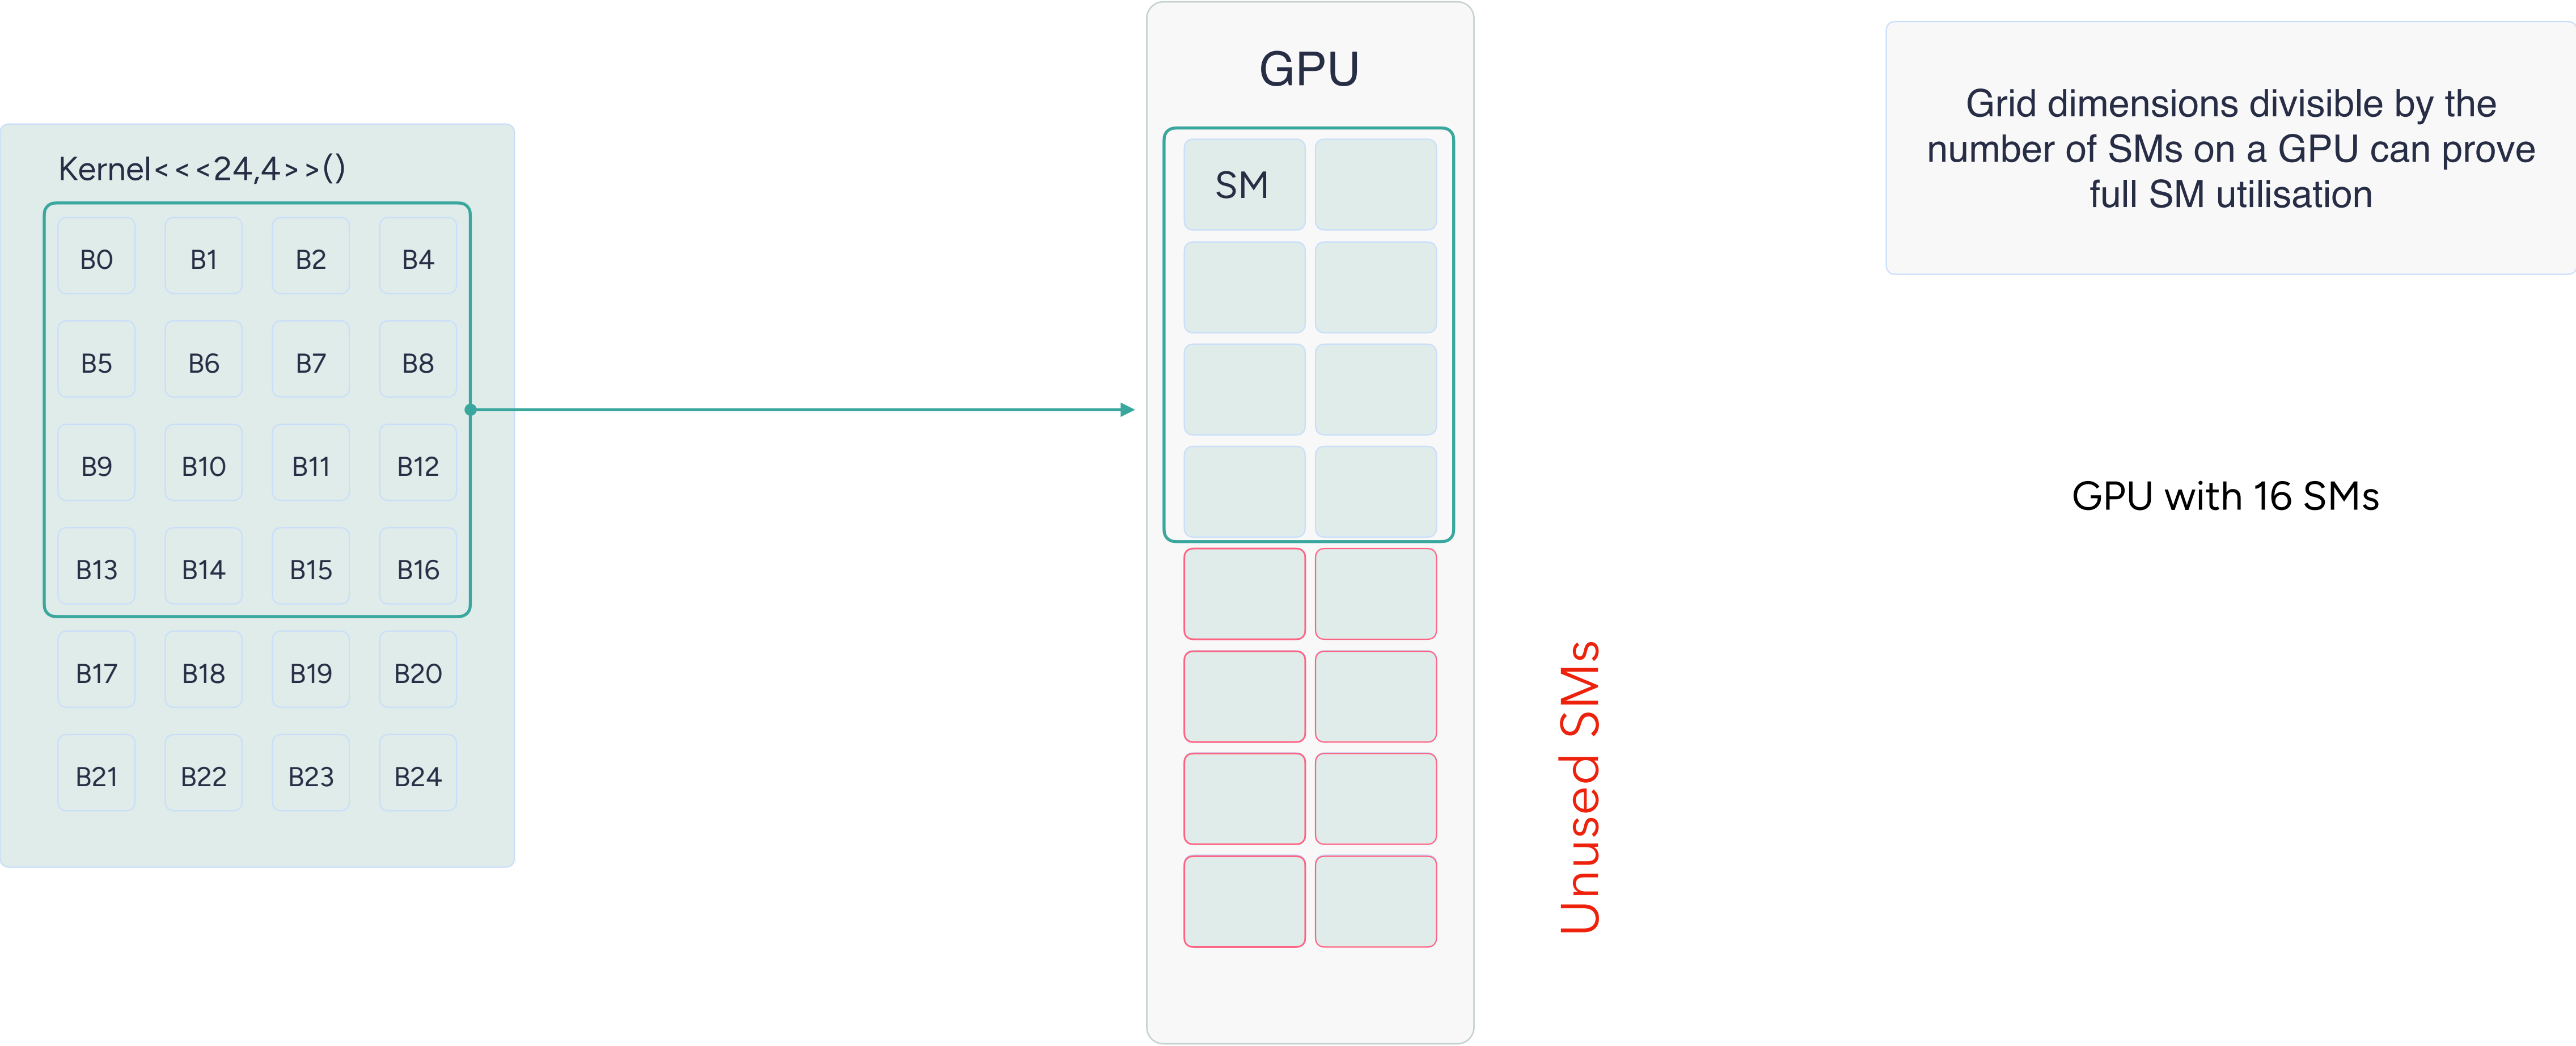 GPU
Grid dimensions divisible by the
number of SMs on a GPU can prove
full SM utilisation
Kernel<<<24,4>>()
SM
B0 B1 B2 B4
B5 B6 B7 B8
B9 B10 B11 B12
B13 B14 B15 B16
B17 B18 B19 B20
B21 B22 B23 B24
GPU with 16 SMs
Unused SMs